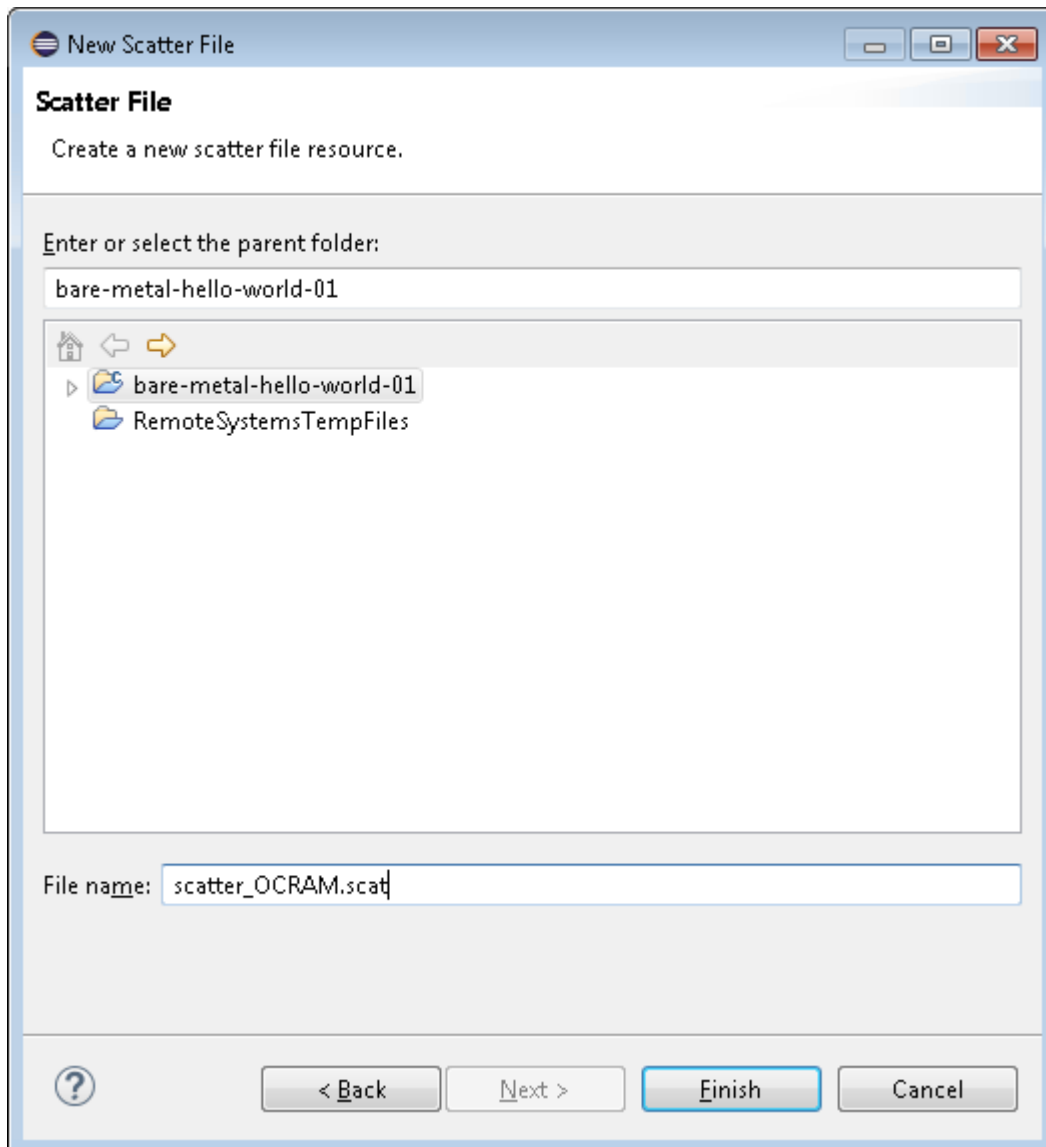 New Scatter File
Scatter File
Create a new scatter file resource.
Enter or select the parent folder:
bare-metal-hello-world-01
bare-metal-hello-world-01
RemoteSystemsTempFiles
File name: scatter_OCRAM.scat
? < Back Next > Finish Cancel